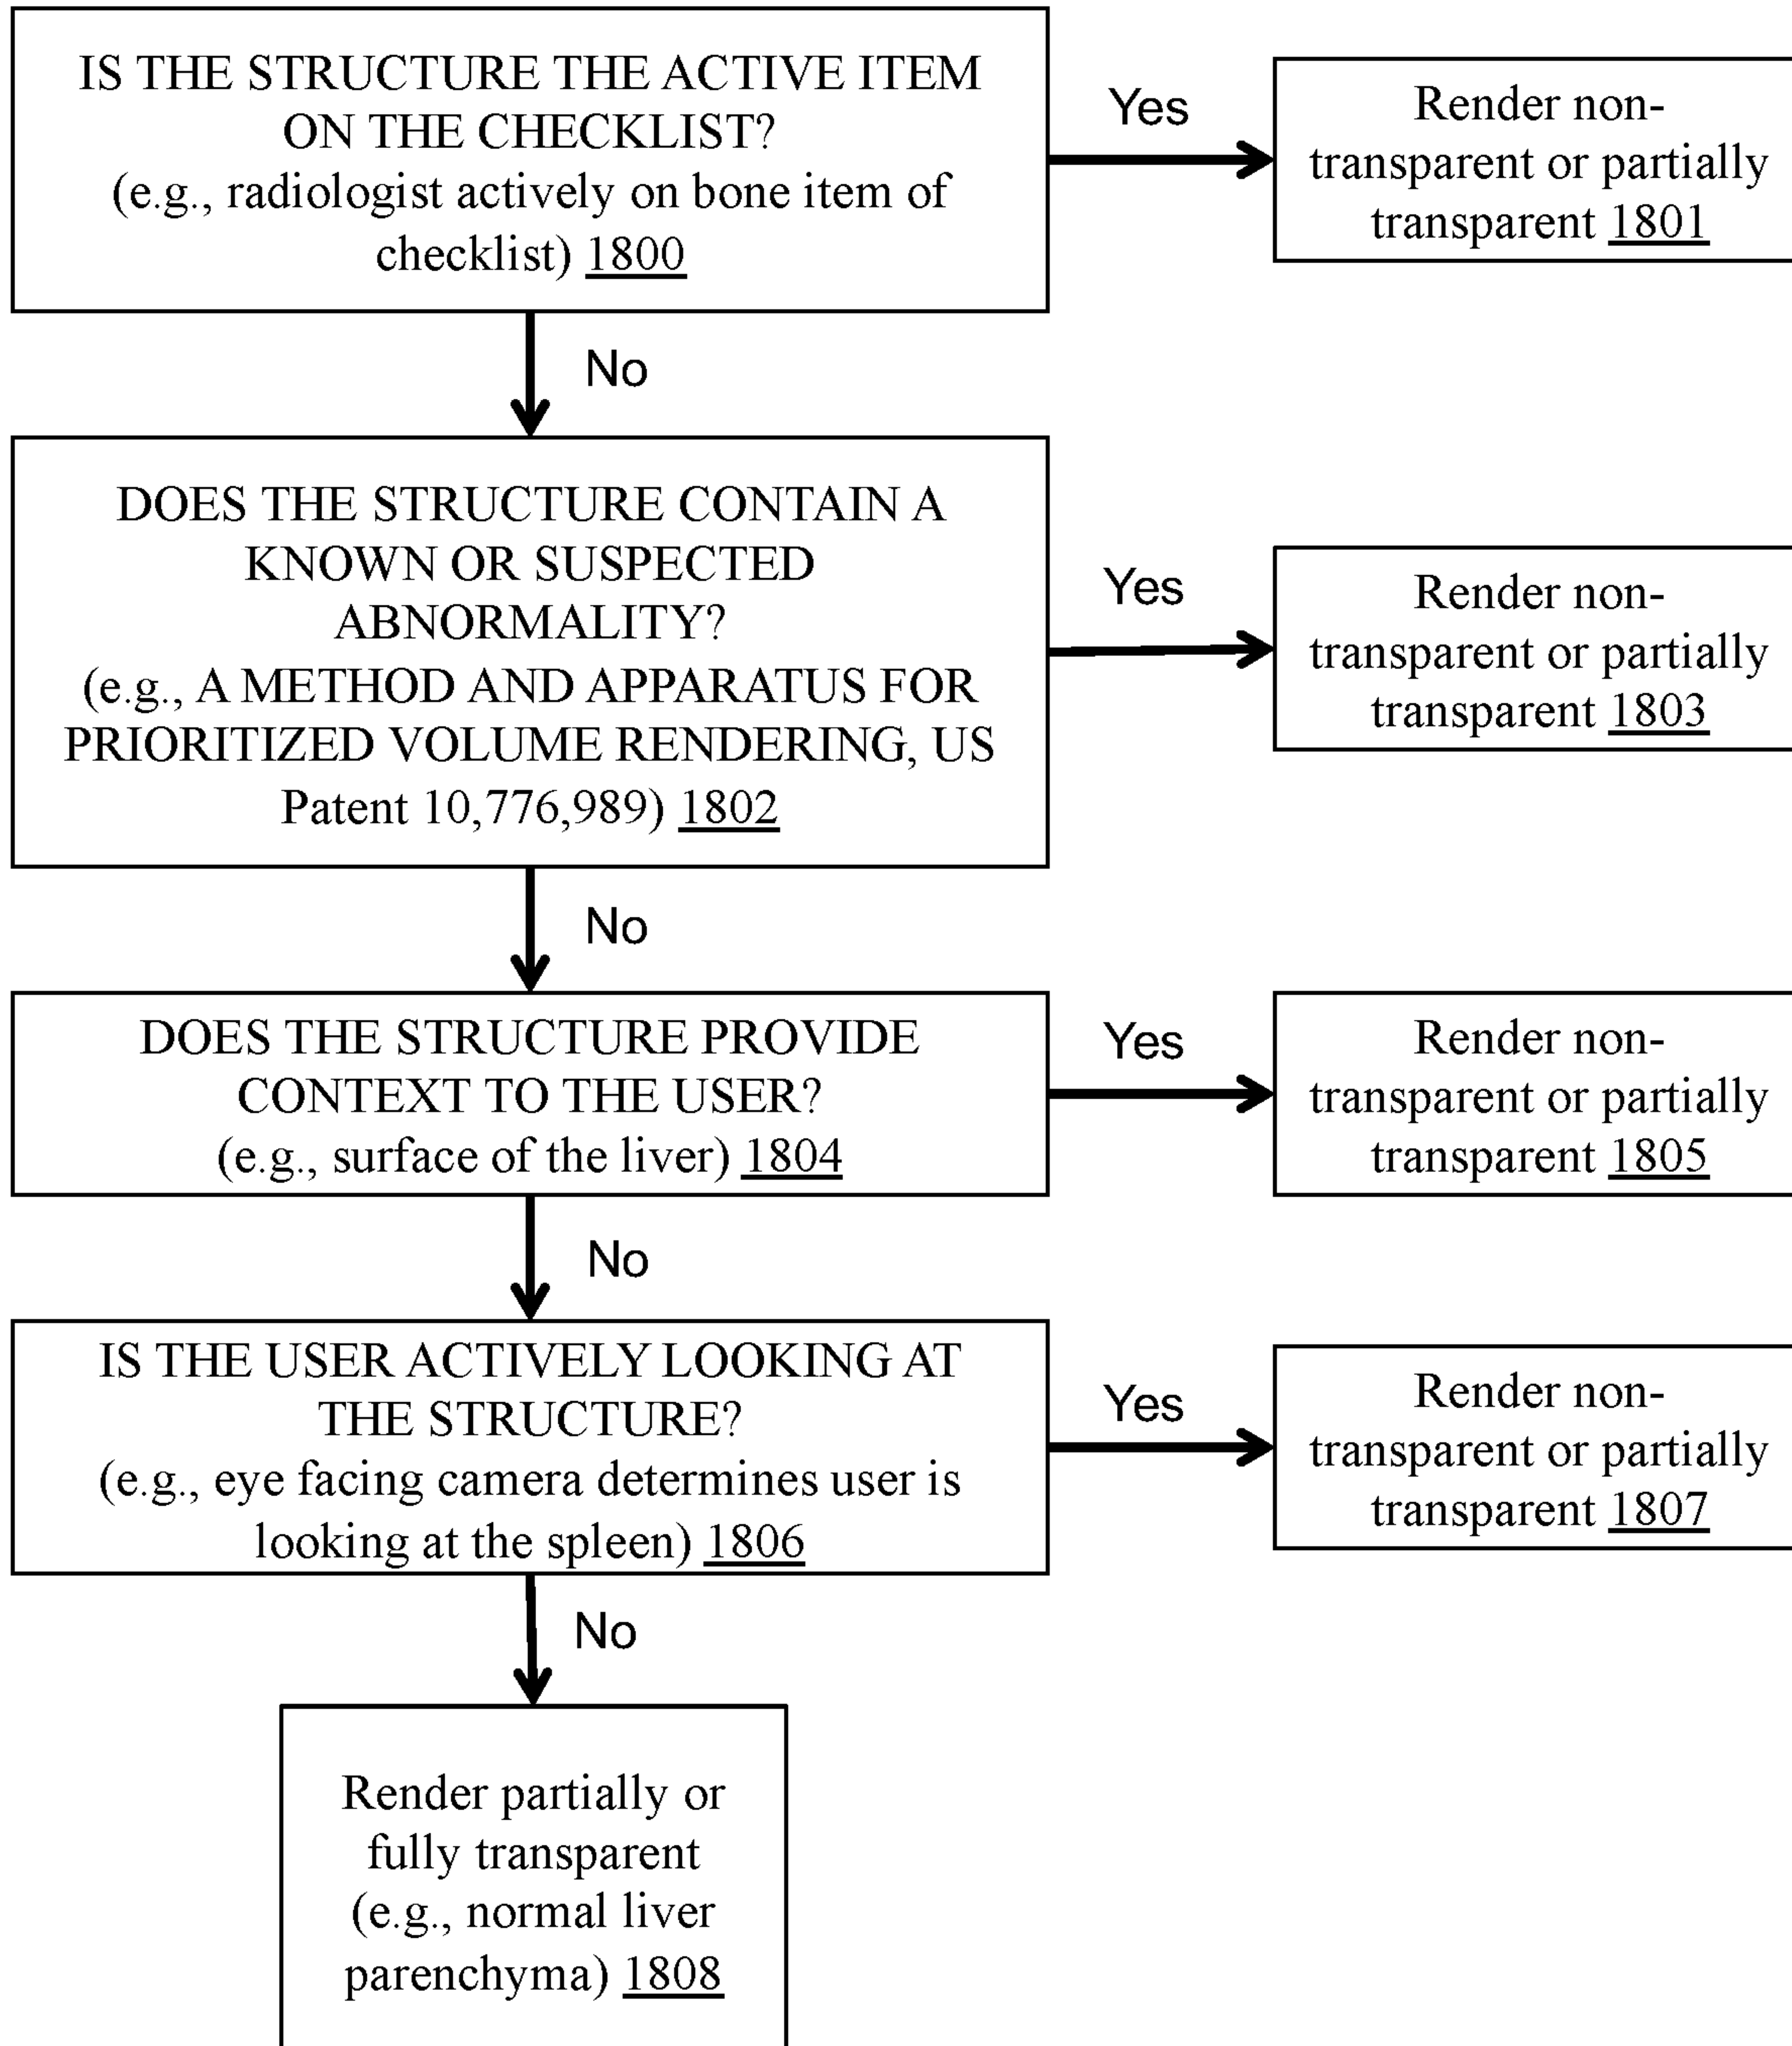 IS THE STRUCTURE THE ACTIVE ITEM
ON THE CHECKLIST?
(e.g., radiologist actively on bone item of
checklist) 1800
Yes
Render non-
transparent or partially
transparent 1801
No
DOES THE STRUCTURE CONTAIN A
KNOWN OR SUSPECTED
ABNORMALITY?
(e.g., A METHOD AND APPARATUS FOR
PRIORITIZED VOLUME RENDERING, US
Patent 10,776,989) 1802
Yes
Render non-
transparent or partially
transparent 1803
No
DOES THE STRUCTURE PROVIDE
CONTEXT TO THE USER?
(e.g., surface of the liver) 1804
Yes
Render non-
transparent or partially
transparent 1805
No
IS THE USER ACTIVELY LOOKING AT
THE STRUCTURE?
(e.g., eye facing camera determines user is
looking at the spleen) 1806
Yes
Render non-
transparent or partially
transparent 1807
No
Render partially or
fully transparent
(e.g., normal liver
parenchyma) 1808